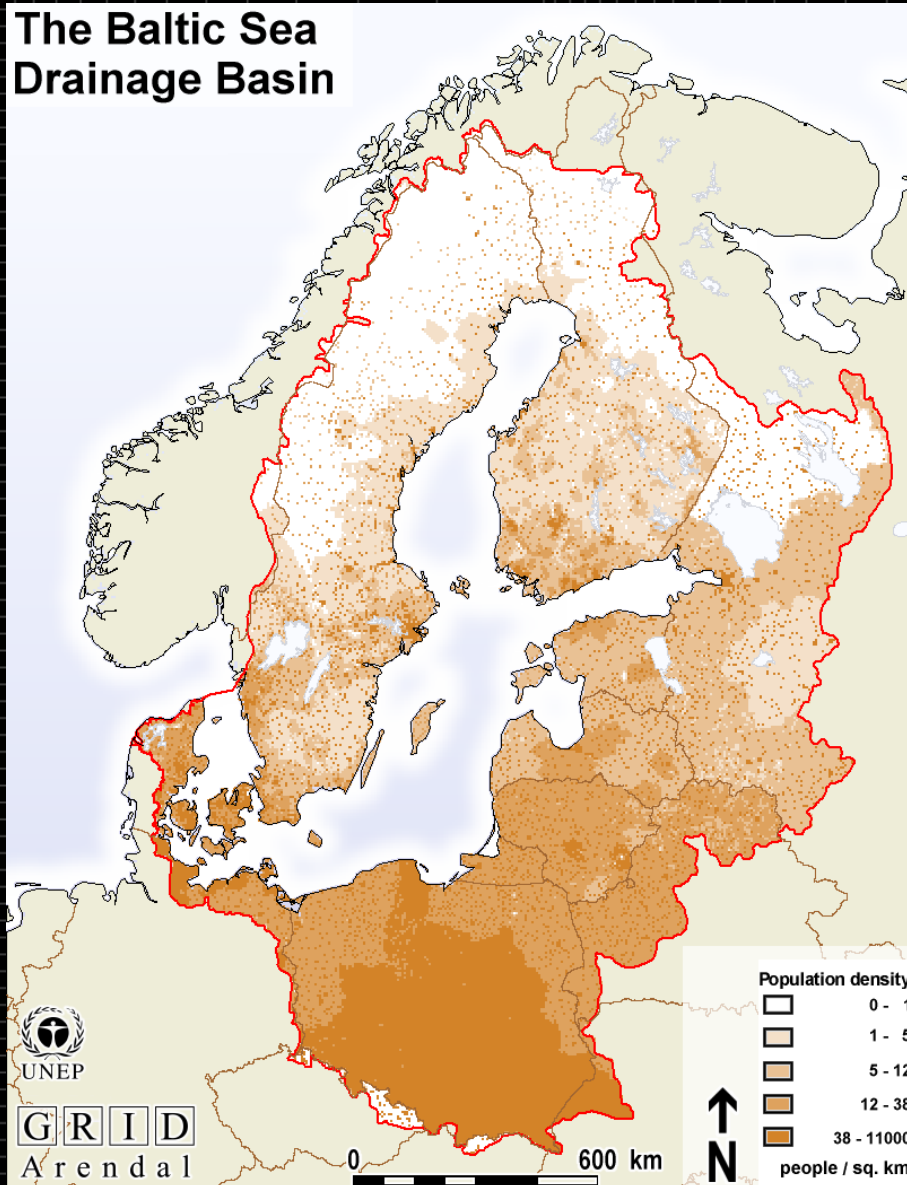 The Baltic Sea
Drainage Basin
UNEP
GRID
Arendal
0 600 km
N
Population density
0 - 1
1 - 5
5 - 12
12 - 38
38 - 11000
people / sq. km